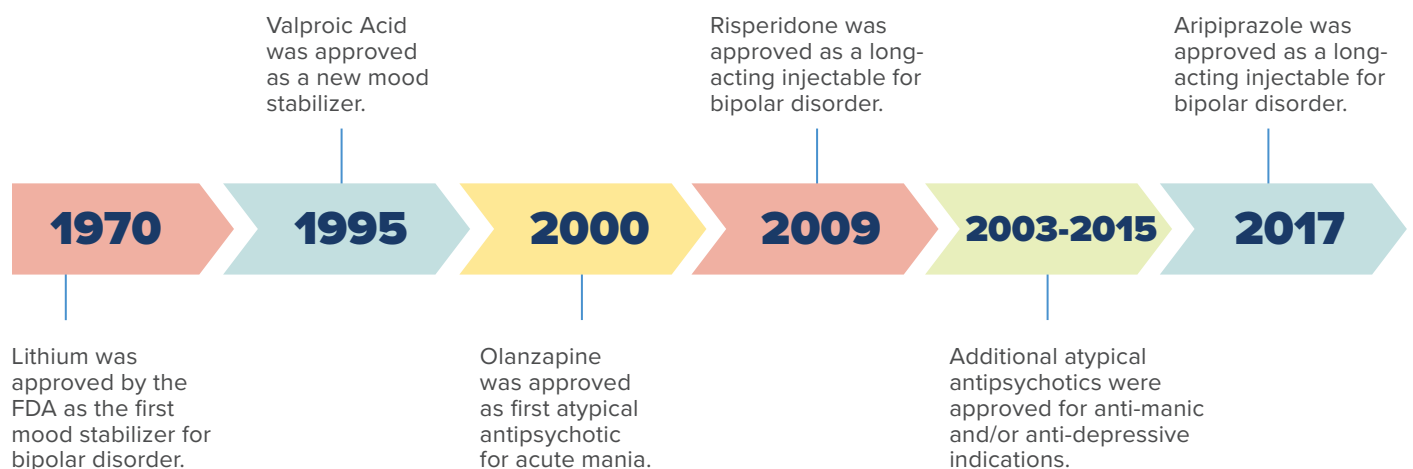 Valproic Acid
was approved
as a new mood
stabilizer.
Risperidone was
approved as a long-
acting injectable for
bipolar disorder.
Aripiprazole was
approved as a long-
acting injectable for
bipolar disorder.
1970
1995
2000
2009
2003-2015
2017
Lithium was
approved by the
FDA as the first
mood stabilizer for
bipolar disorder.
Olanzapine
was approved
as first atypical
antipsychotic
for acute mania.
Additional atypical
antipsychotics were
approved for anti-manic
and/or anti-depressive
indications.